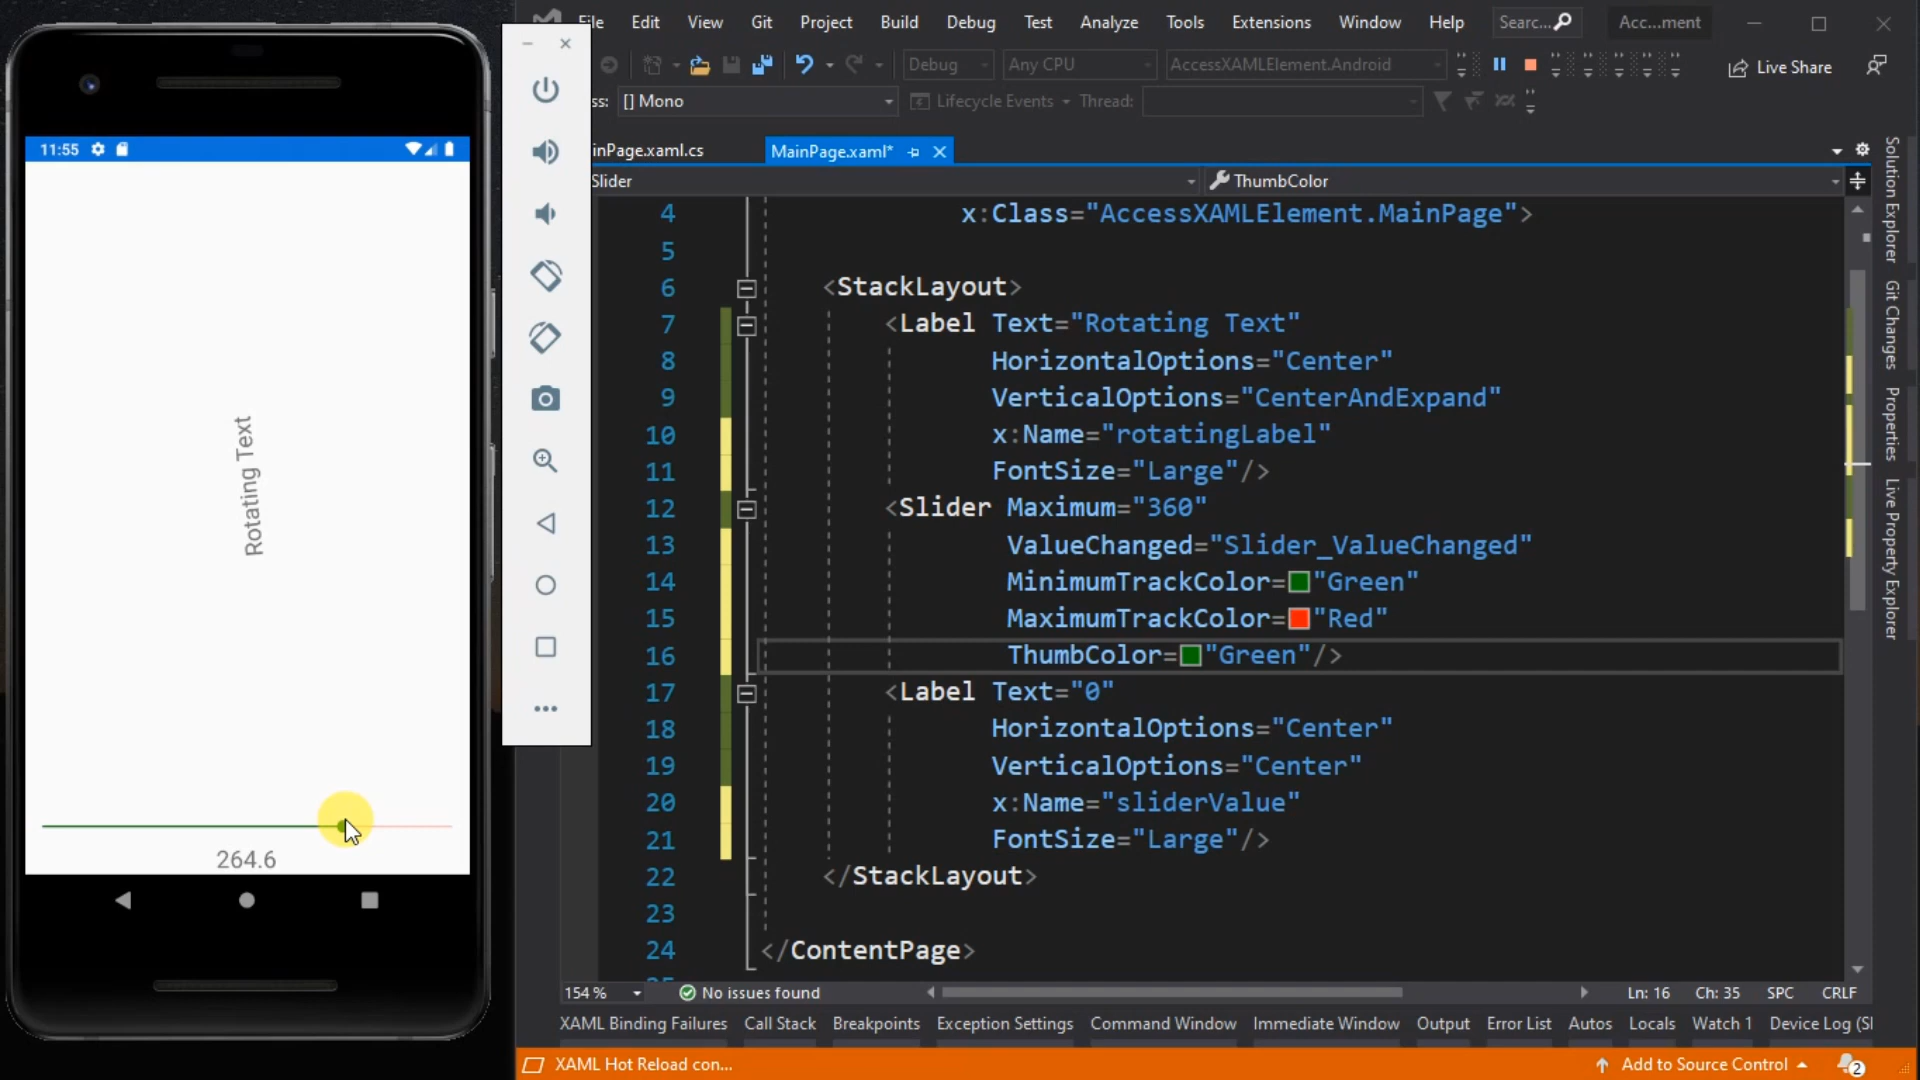 File Edit View Git Project Build Debug Test Analyze Tools Extensions Window Help Searc... Acc...ment
Debug Any CPU AccessXAMLElement.Android Live Share
ss: [] Mono Lifecycle Events Thread:
inPage.xaml.cs MainPage.xaml*
Slider ThumbColor
4 x:Class="AccessXAMLElement.MainPage">
5
6 <StackLayout>
7 <Label Text="Rotating Text"
8 HorizontalOptions="Center"
9 VerticalOptions="CenterAndExpand"
10 x:Name="rotatingLabel"
11 FontSize="Large"/>
12 <Slider Maximum="360"
13 ValueChanged="Slider_ValueChanged"
14 MinimumTrackColor="Green"
15 MaximumTrackColor="Red"
16 ThumbColor="Green"/>
17 <Label Text="0"
18 HorizontalOptions="Center"
19 VerticalOptions="Center"
20 x:Name="sliderValue"
21 FontSize="Large"/>
22 </StackLayout>
23
24 </ContentPage>
154 % No issues found Ln: 16 Ch: 35 SPC CRLF
XAML Binding Failures Call Stack Breakpoints Exception Settings Command Window Immediate Window Output Error List Autos Locals Watch 1 Device Log (SI
XAML Hot Reload con... Add to Source Control 2
Solution Explorer
Git Changes
Properties
Live Property Explorer
11:55
Rotating Text
264.6